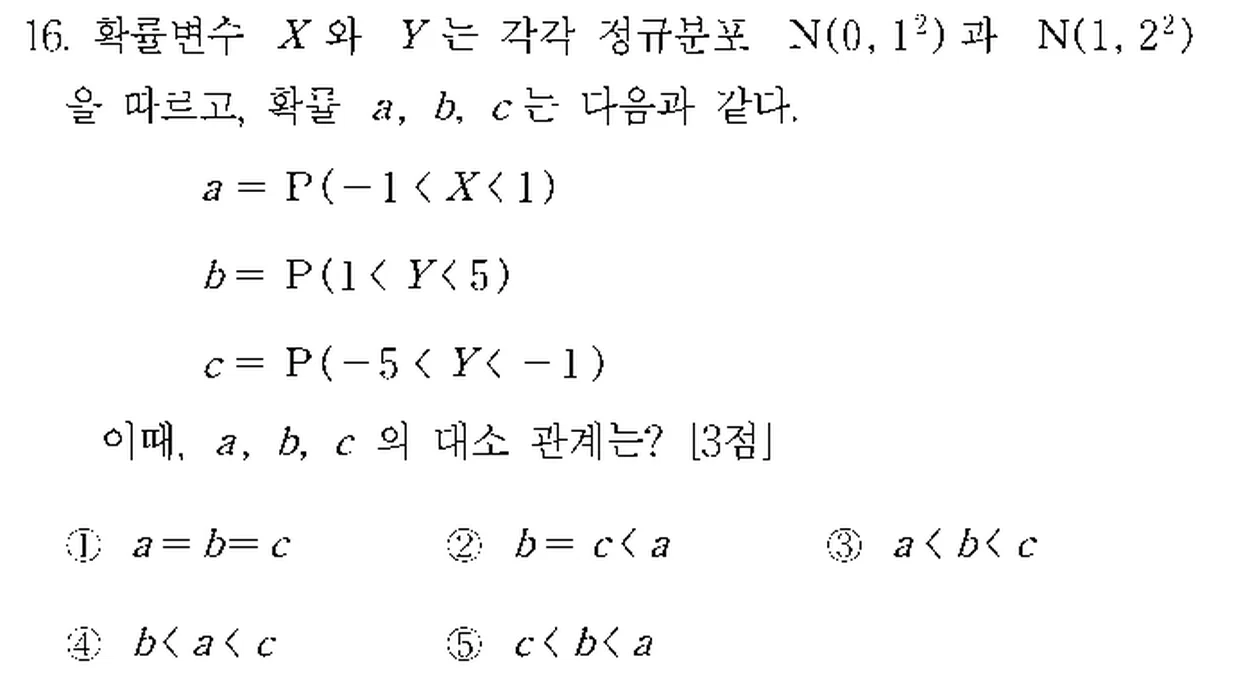 16. 확률변수 X와 Y는 각각 정규분포 N(0, 1²)과 N(1, 2²)
을 따르고, 확률 a, b, c는 다음과 같다.
a = P(-1 < X < 1)
b = P(1 < Y < 5)
c = P(-5 < Y < -1)
이때, a, b, c 의 대소 관계는? [3점]
① a = b = c ② b = c < a ③ a < b < c
④ b < a < c ⑤ c < b < a